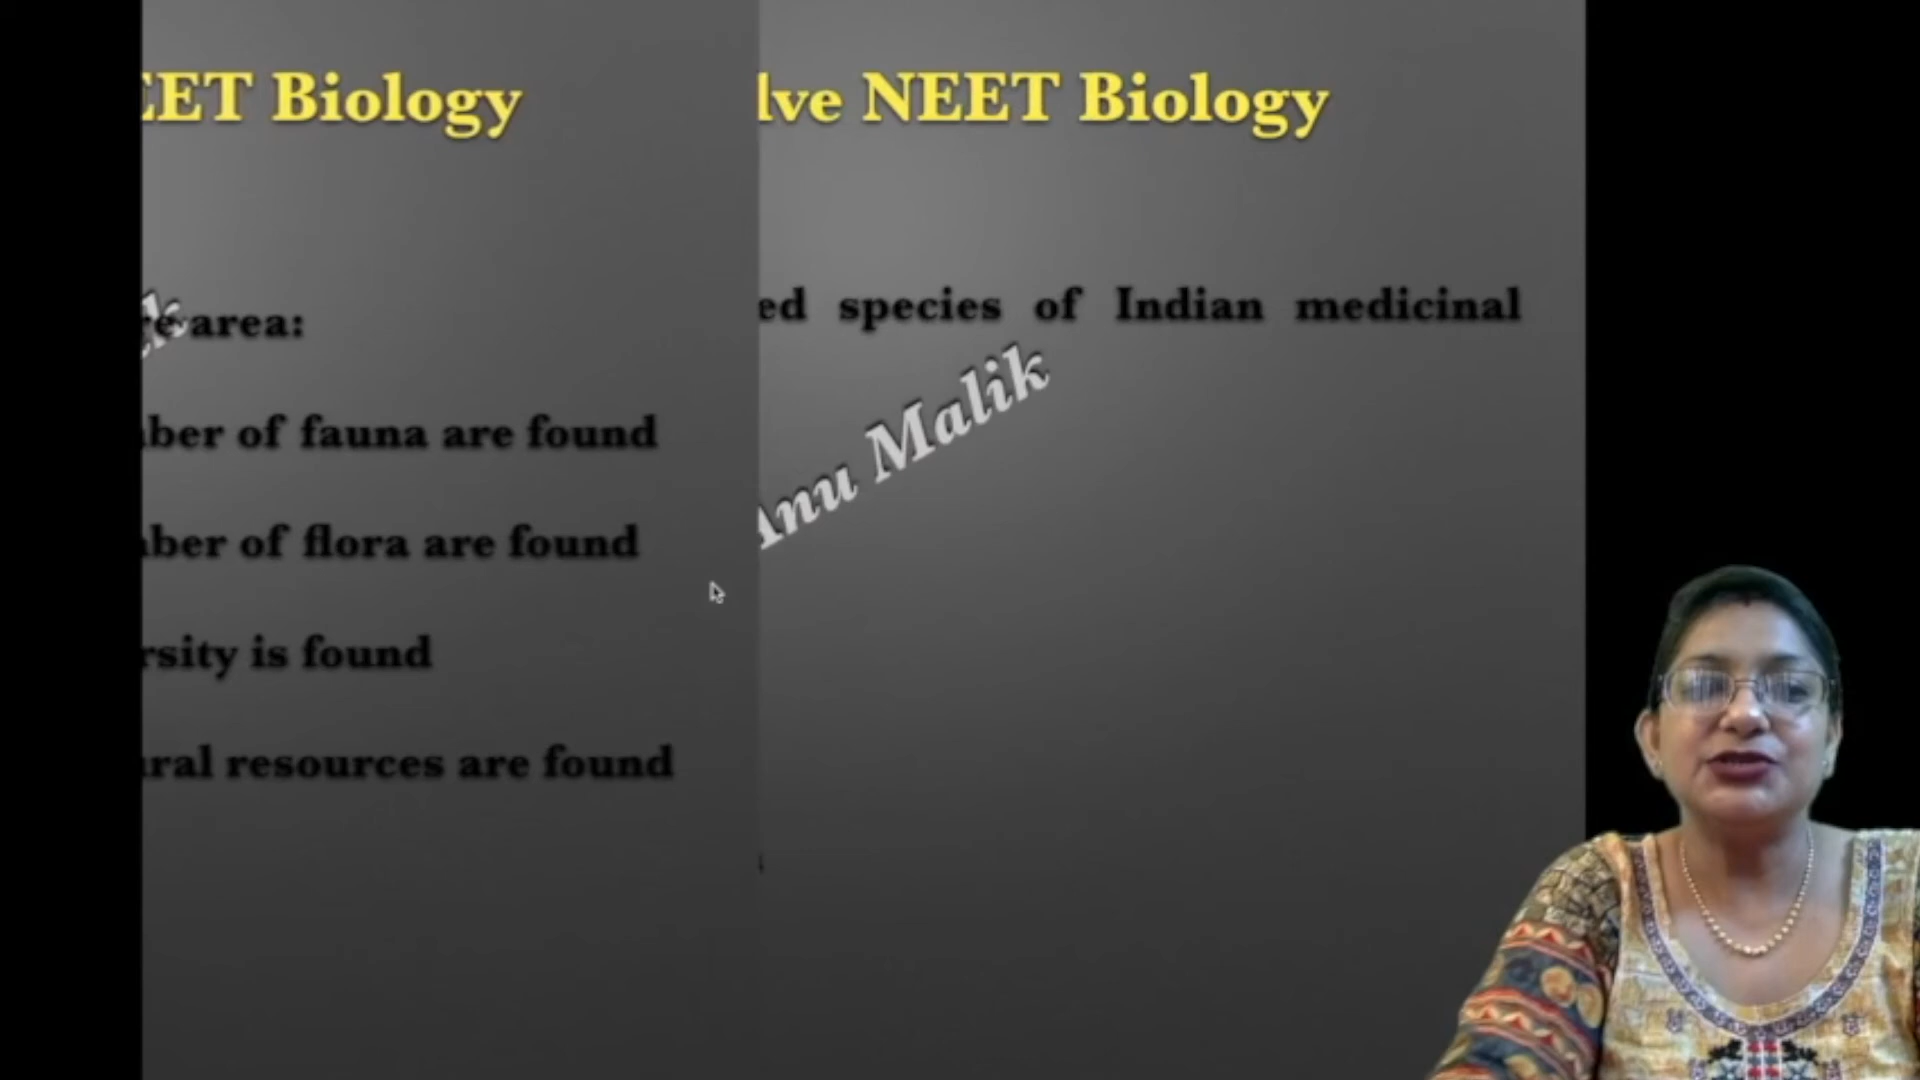 EET Biology
area:
ber of fauna are found
ber of flora are found
rsity is found
ral resources are found
lve NEET Biology
ed species of Indian medicinal
Anu Malik